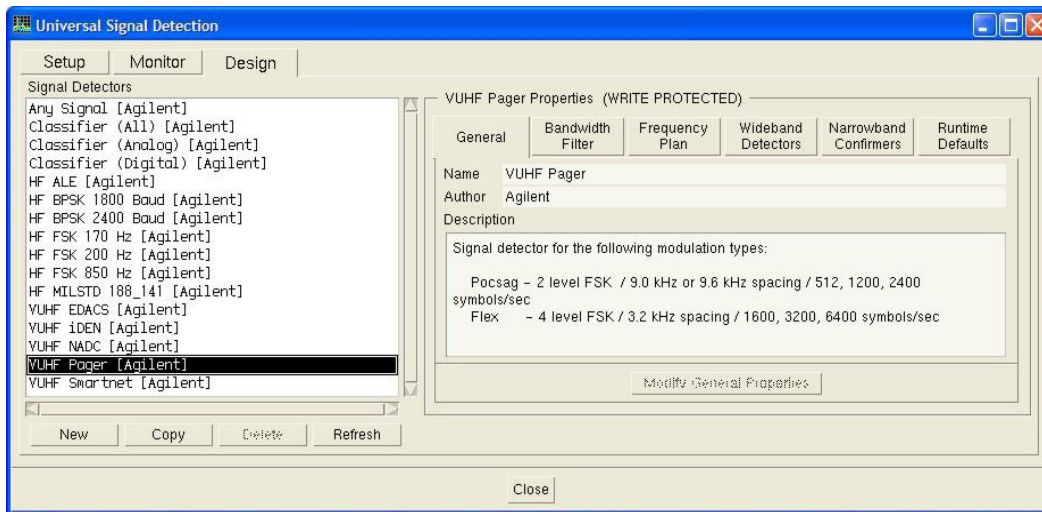 Universal Signal Detection
Setup Monitor Design
Signal Detectors
Any Signal [Agilent]
Classifier (All) [Agilent]
Classifier (Analog) [Agilent]
Classifier (Digital) [Agilent]
HF ALE [Agilent]
HF BPSK 1800 Baud [Agilent]
HF BPSK 2400 Baud [Agilent]
HF FSK 170 Hz [Agilent]
HF FSK 200 Hz [Agilent]
HF FSK 850 Hz [Agilent]
HF MILSTD 188_141 [Agilent]
VUHF EDACS [Agilent]
VUHF iDEN [Agilent]
VUHF NADC [Agilent]
VUHF Pager [Agilent]
VUHF Smartnet [Agilent]
New Copy Delete Refresh
VUHF Pager Properties (WRITE PROTECTED)
General Bandwidth Filter Frequency Plan Wideband Detectors Narrowband Confirmers Runtime Defaults
Name VUHF Pager
Author Agilent
Description
Signal detector for the following modulation types:
Pocsag – 2 level FSK / 9.0 kHz or 9.6 kHz spacing / 512, 1200, 2400
symbols/sec
Flex – 4 level FSK / 3.2 kHz spacing / 1600, 3200, 6400 symbols/sec
Modify General Properties
Close